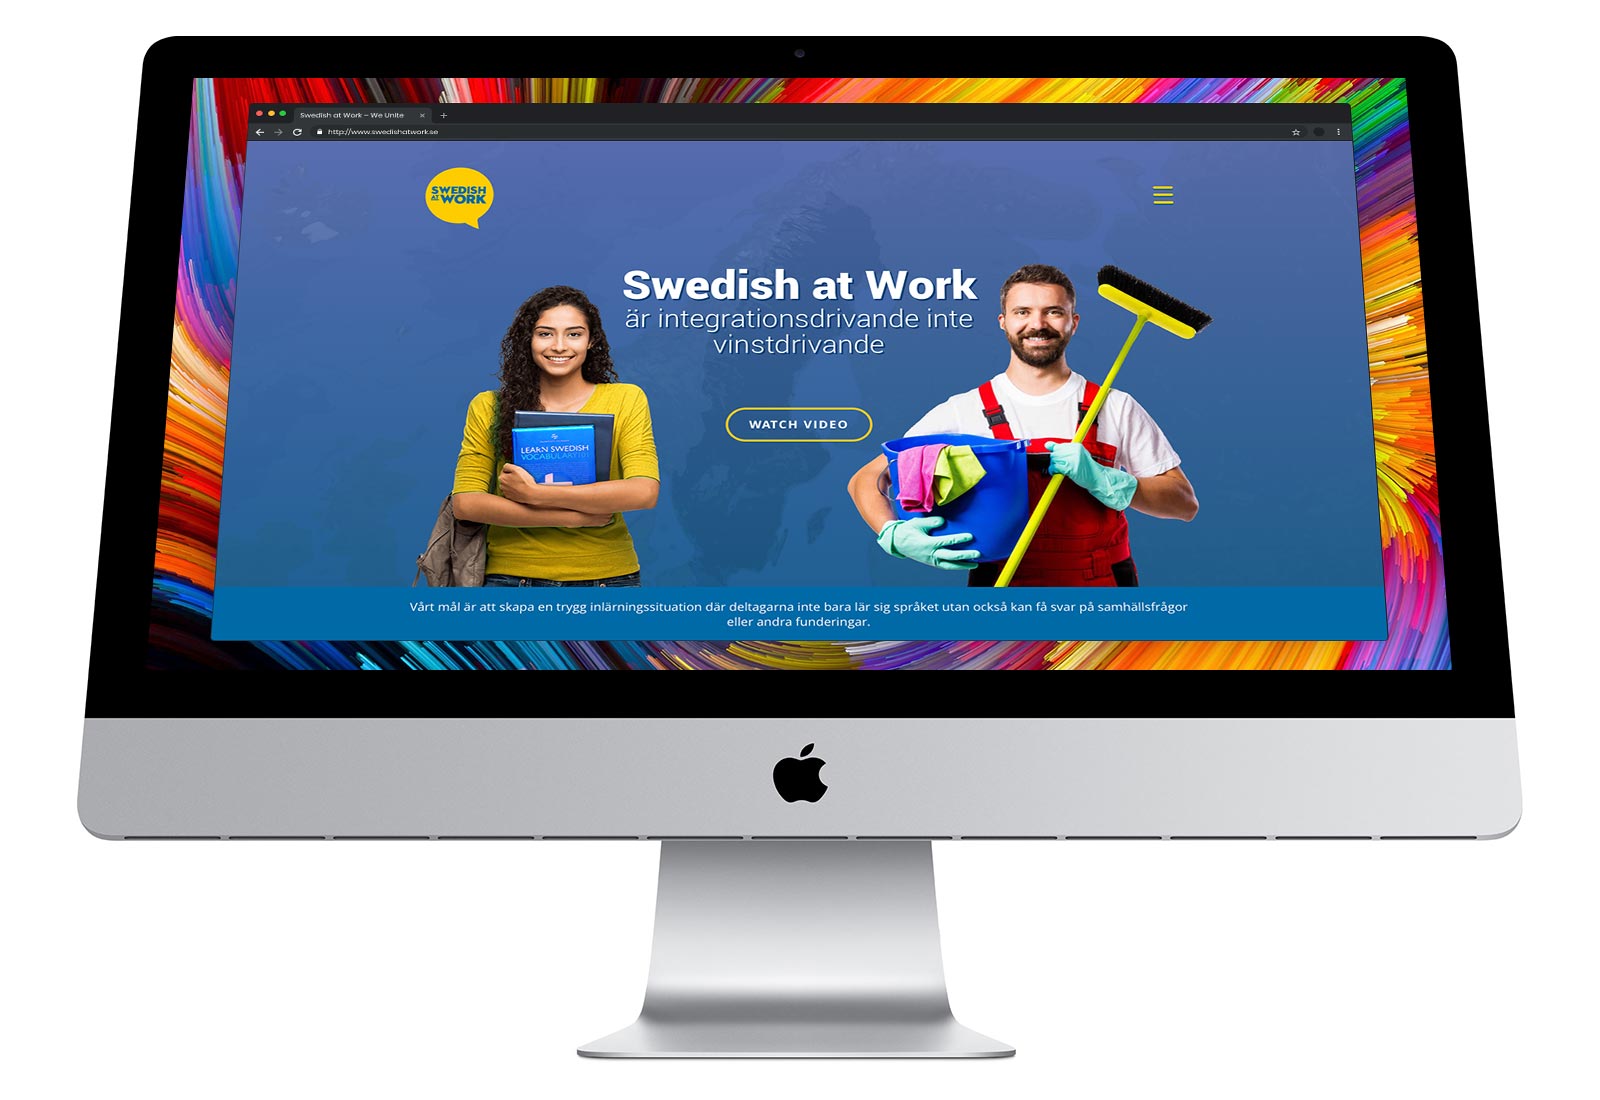 Swedish at Work – We Unite
http://www.swedishatwork.se
SWEDISH
AT WORK
Swedish at Work
är integrationsdrivande inte
vinstdrivande
WATCH VIDEO
LEARN SWEDISH
VOCABULARY
Vårt mål är att skapa en trygg inlärningssituation där deltagarna inte bara lär sig språket utan också kan få svar på samhällsfrågor
eller andra funderingar.